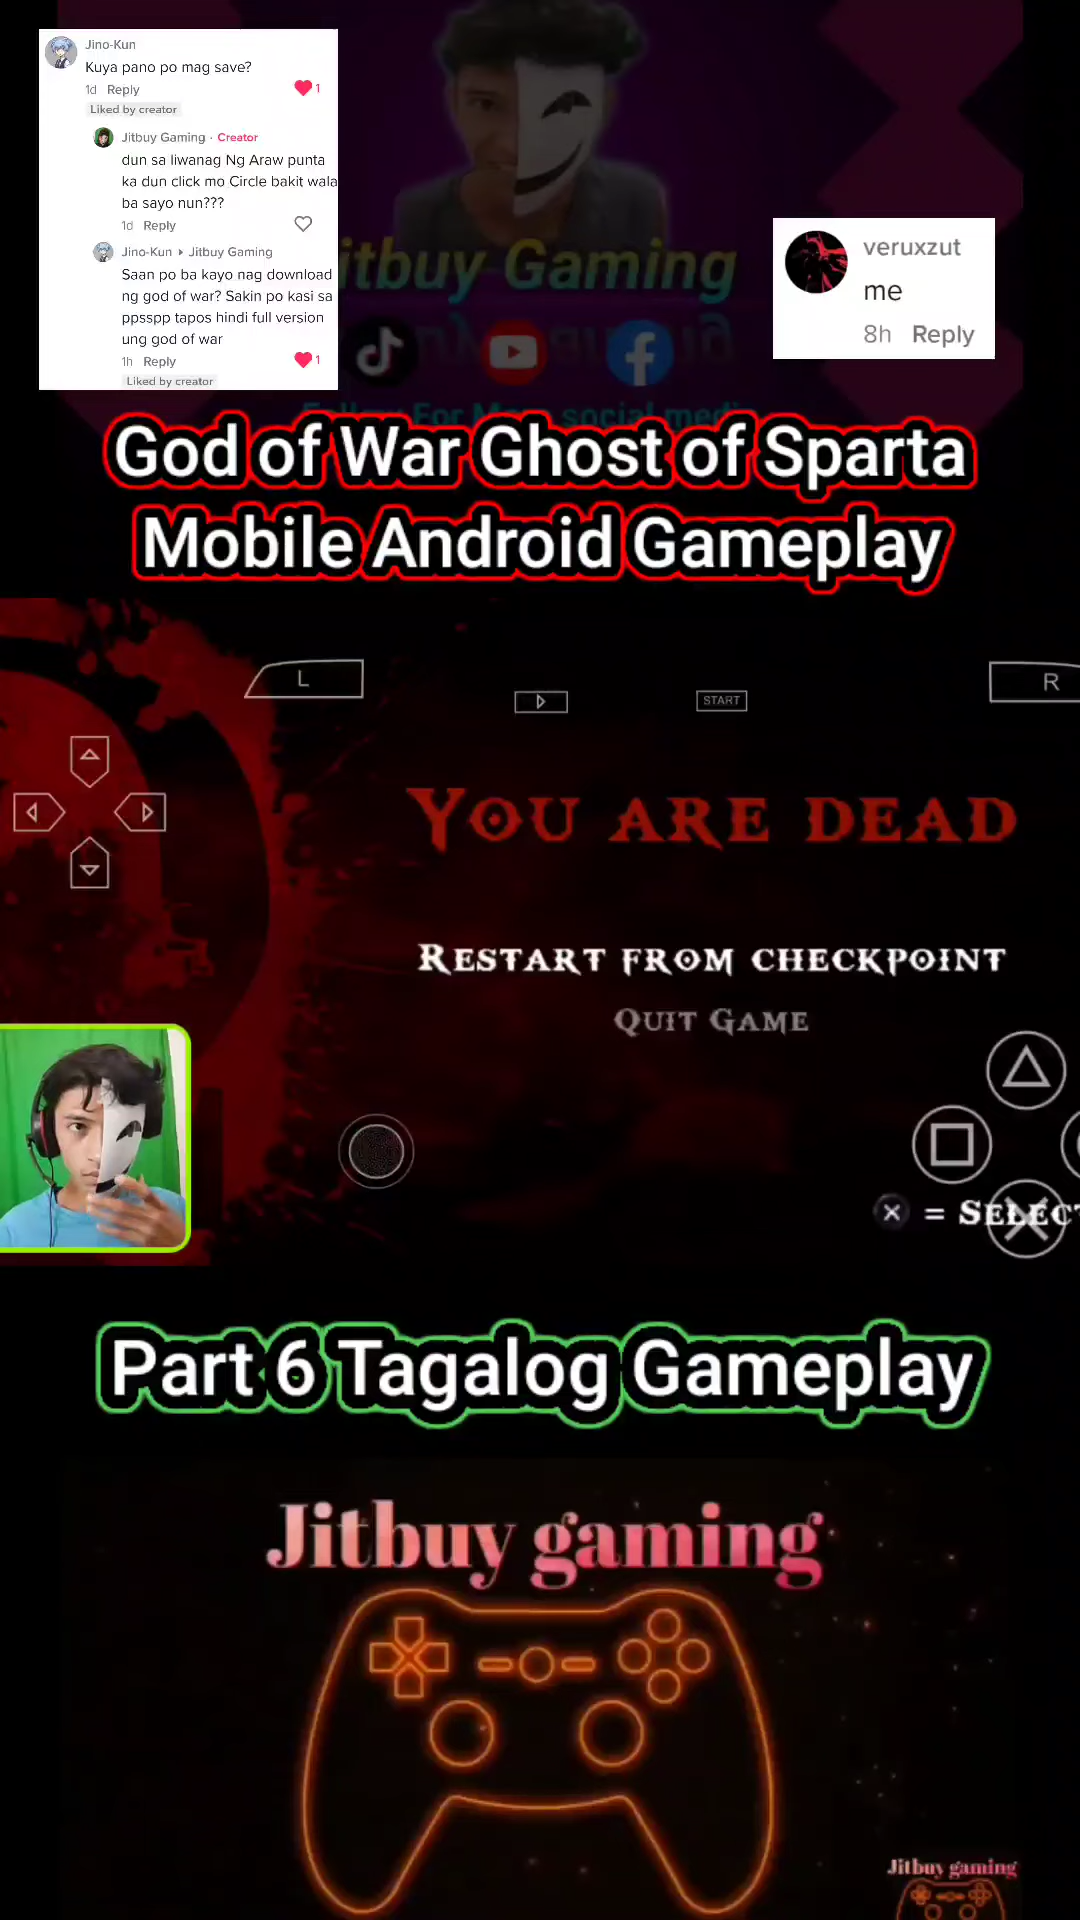 Jino-Kun
Kuya pano po mag save?
1d Reply
1
Liked by creator
Jitbuy Gaming · Creator
dun sa liwanag Ng Araw punta
ka dun click mo Circle bakit wala
ba sayo nun???
1d Reply
Jino-Kun ▸ Jitbuy Gaming
Saan po ba kayo nag download
ng god of war? Sakin po kasi sa
ppsspp tapos hindi full version
ung god of war
1h Reply
1
Liked by creator
veruxzut
me
8h Reply
itbuy Gaming
God of War Ghost of Sparta
Mobile Android Gameplay
L
START
R
YOU ARE DEAD
RESTART FROM CHECKPOINT
QUIT GAME
= SELECT
Part 6 Tagalog Gameplay
Jitbuy gaming
Jitbuy gaming